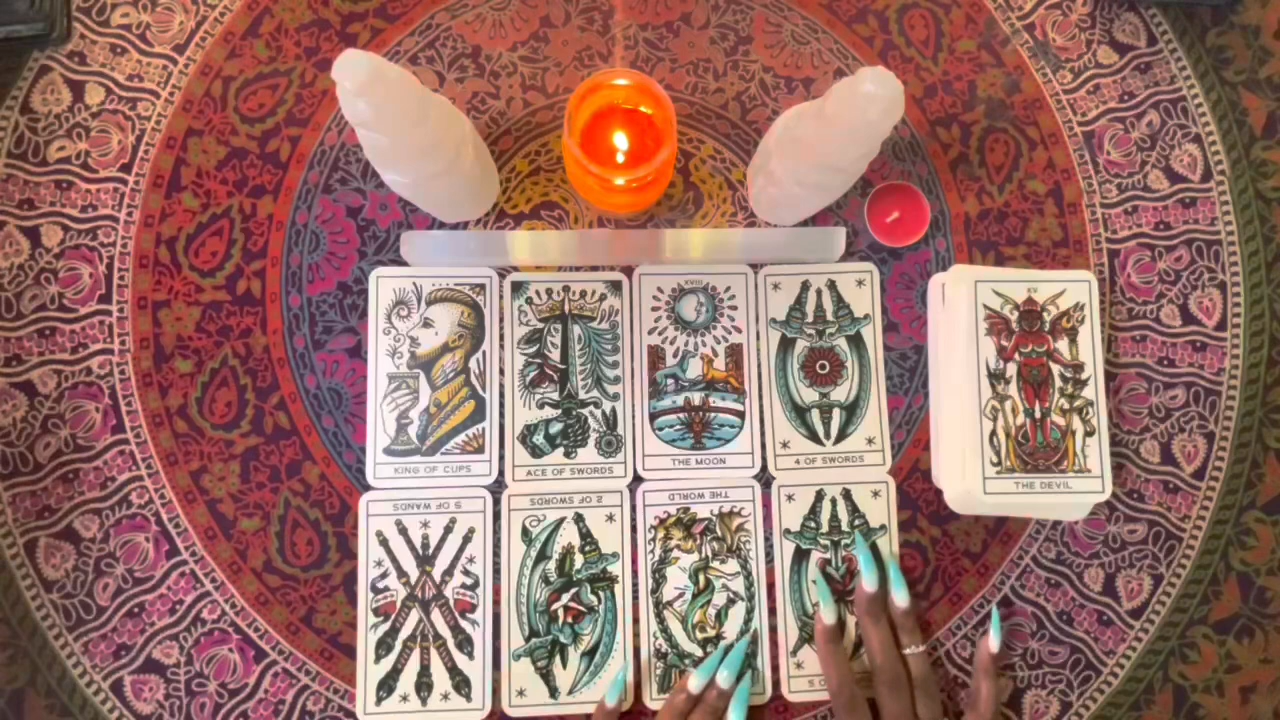 KING OF CUPS
ACE OF SWORDS
XVIII
THE MOON
4 OF SWORDS
XV
THE DEVIL
5 OF WANDS
2 OF SWORDS
THE WORLD
5 O